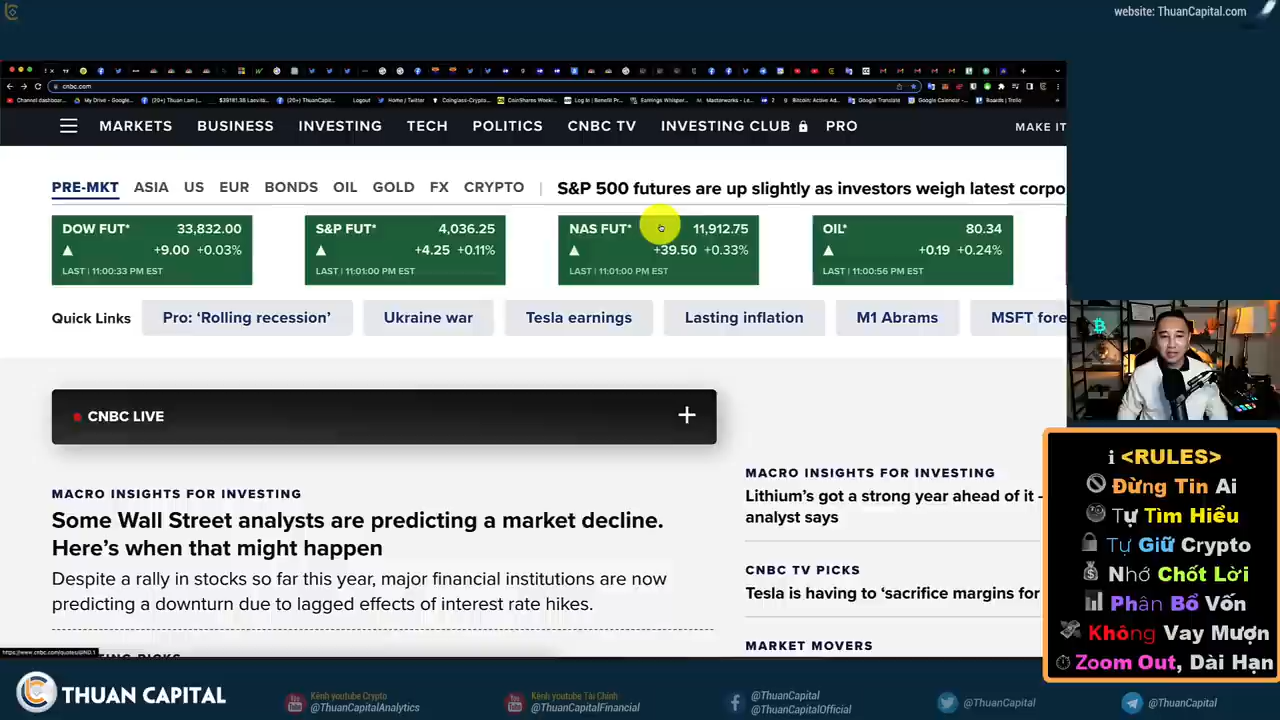 website: ThuanCapital.com
cnbc.com
MARKETS BUSINESS INVESTING TECH POLITICS CNBC TV INVESTING CLUB PRO MAKE IT
PRE-MKT ASIA US EUR BONDS OIL GOLD FX CRYPTO | S&P 500 futures are up slightly as investors weigh latest corpo
DOW FUT* 33,832.00
+9.00 +0.03%
LAST | 11:00:33 PM EST
S&P FUT* 4,036.25
+4.25 +0.11%
LAST | 11:01:00 PM EST
NAS FUT* 11,912.75
+39.50 +0.33%
LAST | 11:01:00 PM EST
OIL* 80.34
+0.19 +0.24%
LAST | 11:00:56 PM EST
Quick Links Pro: ‘Rolling recession’ Ukraine war Tesla earnings Lasting inflation M1 Abrams MSFT fore
CNBC LIVE
MACRO INSIGHTS FOR INVESTING
Some Wall Street analysts are predicting a market decline.
Here’s when that might happen
Despite a rally in stocks so far this year, major financial institutions are now
predicting a downturn due to lagged effects of interest rate hikes.
MACRO INSIGHTS FOR INVESTING
Lithium’s got a strong year ahead of it –
analyst says
CNBC TV PICKS
Tesla is having to ‘sacrifice margins for
MARKET MOVERS
<RULES>
Đừng Tin Ai
Tự Tìm Hiểu
Tự Giữ Crypto
Nhớ Chốt Lời
Phân Bổ Vốn
Không Vay Mượn
Zoom Out, Dài Hạn
THUAN CAPITAL
Kênh youtube Crypto
@ThuanCapitalAnalytics
Kênh youtube Tài Chính
@ThuanCapitalFinancial
@ThuanCapital
@ThuanCapitalOfficial
@ThuanCapital
@ThuanCapital